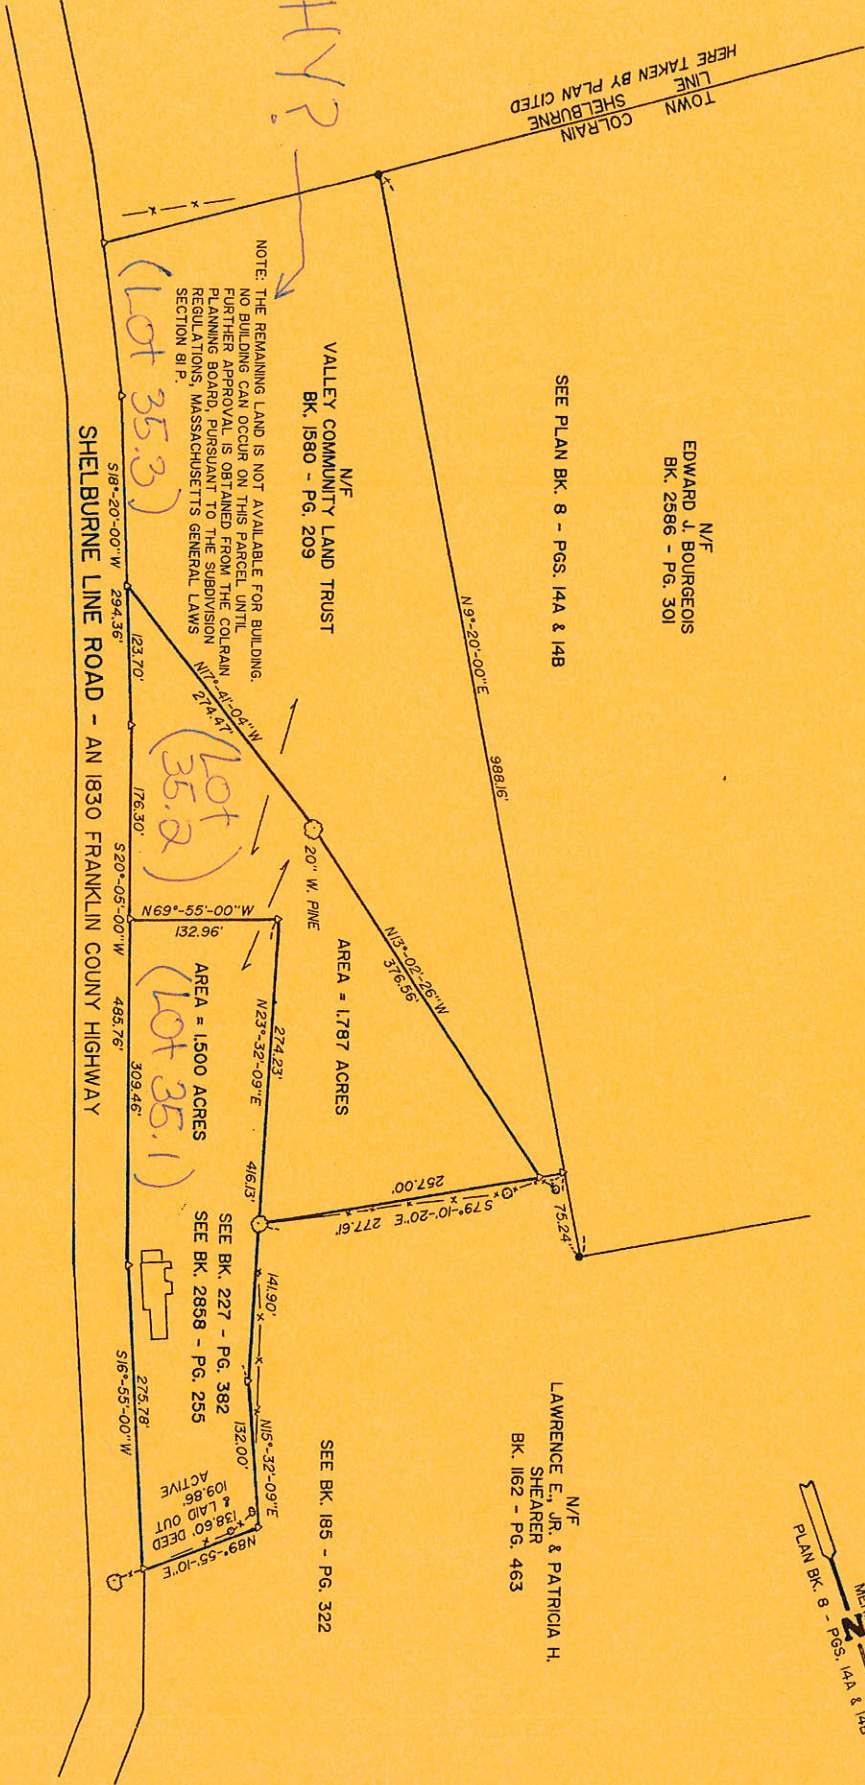 HY?
TOWN COLRAIN
LINE SHELBURNE
HERE TAKEN BY PLAN CITED
N/F
EDWARD J. BOURGEOIS
BK. 2586 - PG. 301
SEE PLAN BK. 8 - PGS. 14A & 14B
N 9°-20'-00"E
988.16'
75.24'
N/F
VALLEY COMMUNITY LAND TRUST
BK. 1580 - PG. 209
NOTE: THE REMAINING LAND IS NOT AVAILABLE FOR BUILDING.
NO BUILDING CAN OCCUR ON THIS PARCEL UNTIL
FURTHER APPROVAL IS OBTAINED FROM THE COLRAIN
PLANNING BOARD, PURSUANT TO THE SUBDIVISION
REGULATIONS, MASSACHUSETTS GENERAL LAWS
SECTION 81P.
(Lot 35.3)
N17°-41'-04"W
274.47'
20" W. PINE
N13°-02'-26"W
376.56'
AREA = 1.787 ACRES
(Lot
35.2)
N69°-55'-00"W
132.96'
274.23'
N23°-32'-09"E
416.13'
257.00'
S79°-10'-20"E 277.61'
141.90'
N15°-32'-09"E
132.00'
AREA = 1.500 ACRES
(Lot 35.1)
SEE BK. 227 - PG. 382
SEE BK. 2858 - PG. 255
N/F
LAWRENCE E., JR. & PATRICIA H.
SHEARER
BK. 1162 - PG. 463
SEE BK. 185 - PG. 322
N89°-55'-10"E
138.60' DEED
& LAID OUT
109.86'
ACTIVE
S18°-20'-00"W 294.36'
123.70'
176.30'
S20°-05'-00"W 485.76'
309.46'
275.78'
S16°-55'-00"W
SHELBURNE LINE ROAD - AN 1830 FRANKLIN COUNY HIGHWAY
N
PLAN BK. 8 - PGS. 14A & 14B